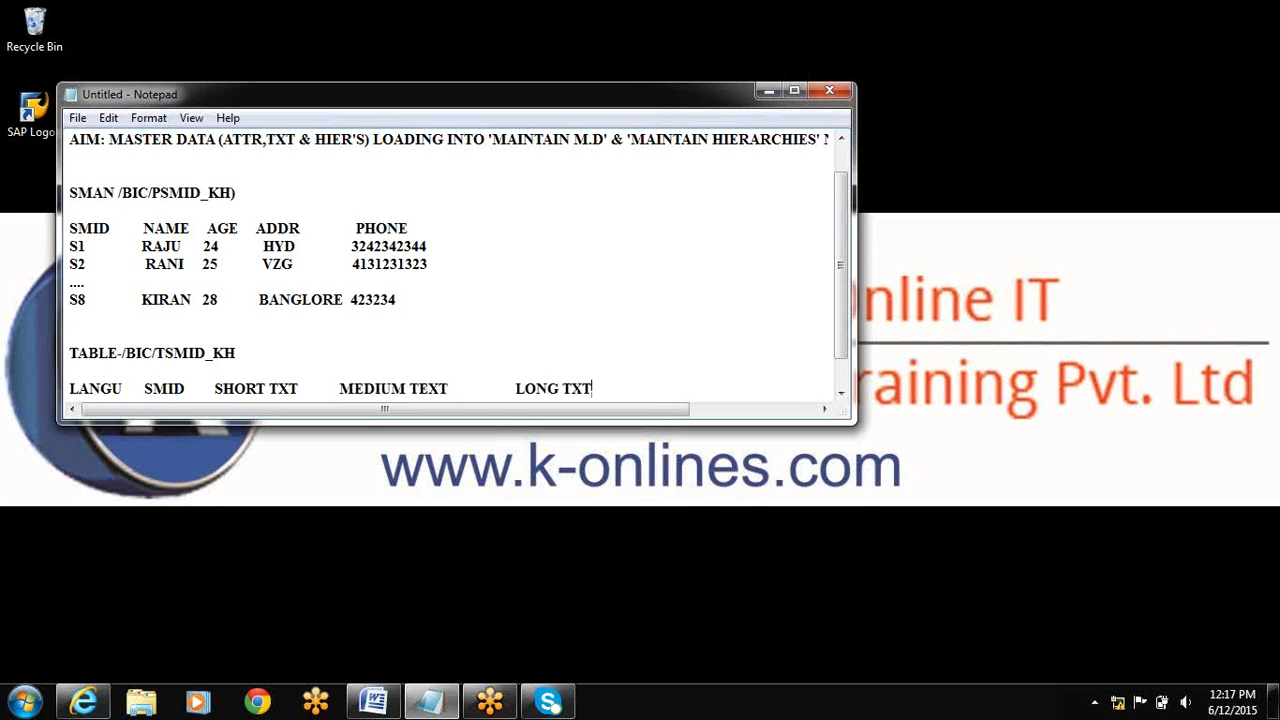 Recycle Bin
SAP Logo
Untitled - Notepad
File Edit Format View Help
AIM: MASTER DATA (ATTR,TXT & HIER'S) LOADING INTO 'MAINTAIN M.D' & 'MAINTAIN HIERARCHIES'
SMAN /BIC/PSMID_KH)
SMID NAME AGE ADDR PHONE
S1 RAJU 24 HYD 3242342344
S2 RANI 25 VZG 4131231323
....
S8 KIRAN 28 BANGLORE 423234
TABLE-/BIC/TSMID_KH
LANGU SMID SHORT TXT MEDIUM TEXT LONG TXT
nline IT
raining Pvt. Ltd
www.k-onlines.com
12:17 PM
6/12/2015